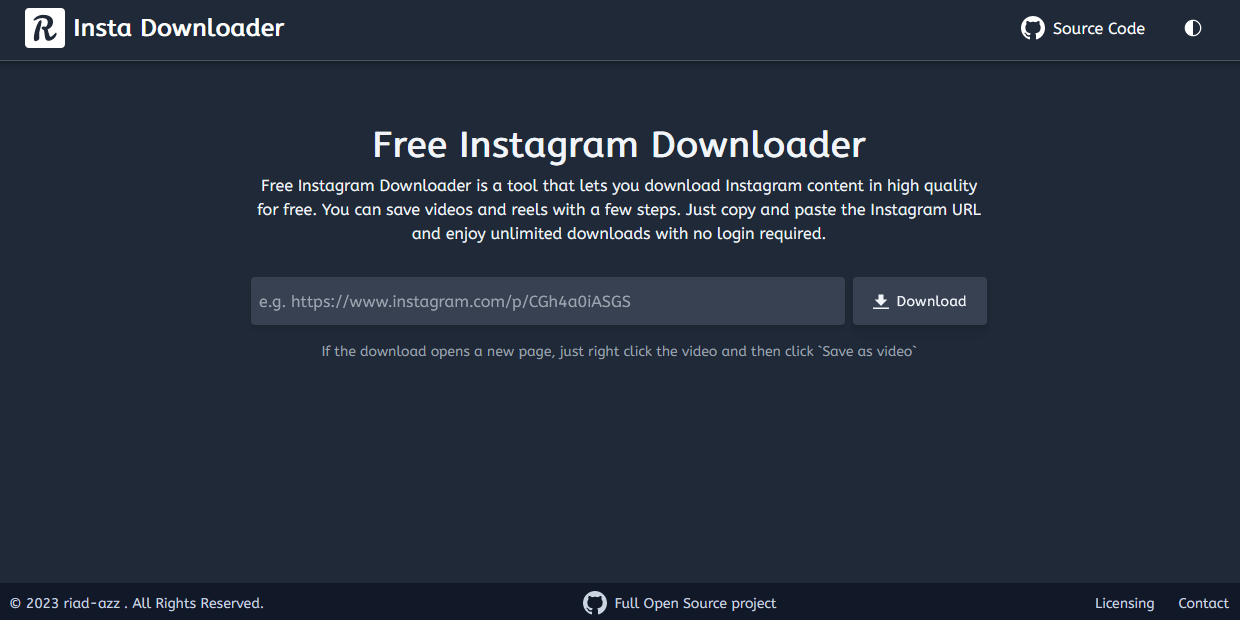 R Insta Downloader
Source Code
Free Instagram Downloader
Free Instagram Downloader is a tool that lets you download Instagram content in high quality
for free. You can save videos and reels with a few steps. Just copy and paste the Instagram URL
and enjoy unlimited downloads with no login required.
e.g. https://www.instagram.com/p/CGh4a0iASGS
Download
If the download opens a new page, just right click the video and then click `Save as video`
© 2023 riad-azz . All Rights Reserved.
Full Open Source project
Licensing
Contact